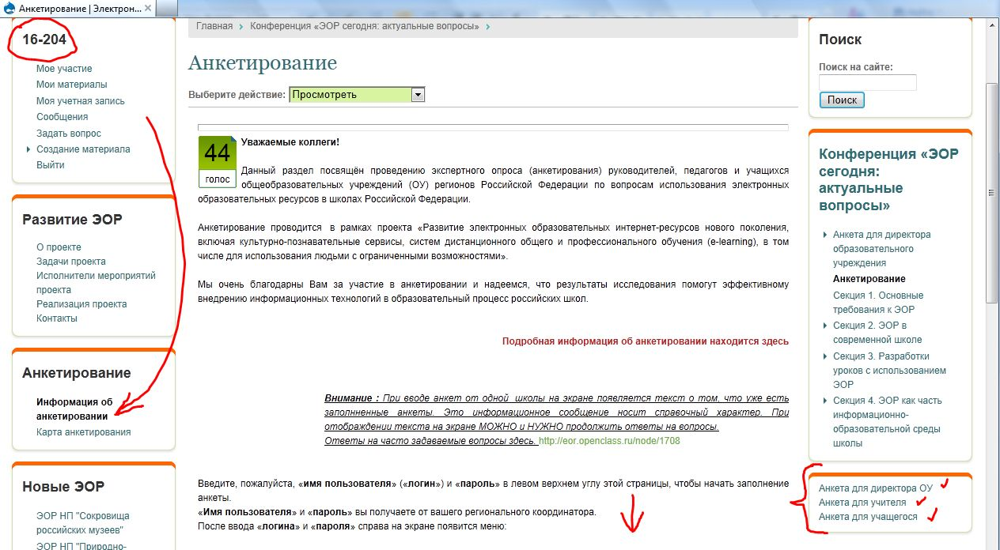 Анкетирование | Электрон...
16-204
Мое участие
Мои материалы
Моя учетная запись
Сообщения
Задать вопрос
Создание материала
Выйти
Развитие ЭОР
О проекте
Задачи проекта
Исполнители мероприятий
проекта
Реализация проекта
Контакты
Анкетирование
Информация об
анкетировании
Карта анкетирования
Новые ЭОР
ЭОР НП "Сокровища
российских музеев"
ЭОР НП "Природно-
Главная › Конференция «ЭОР сегодня: актуальные вопросы» ›
Анкетирование
Выберите действие: Просмотреть
44
голос
Уважаемые коллеги!
Данный раздел посвящён проведению экспертного опроса (анкетирования) руководителей, педагогов и учащихся
общеобразовательных учреждений (ОУ) регионов Российской Федерации по вопросам использования электронных
образовательных ресурсов в школах Российской Федерации.
Анкетирование проводится в рамках проекта «Развитие электронных образовательных интернет-ресурсов нового поколения,
включая культурно-познавательные сервисы, систем дистанционного общего и профессионального обучения (e-learning), в том
числе для использования людьми с ограниченными возможностями».
Мы очень благодарны Вам за участие в анкетировании и надеемся, что результаты исследования помогут эффективному
внедрению информационных технологий в образовательный процесс российских школ.
Подробная информация об анкетировании находится здесь
Внимание : При вводе анкет от одной школы на экране появляется текст о том, что уже есть
заполненные анкеты. Это информационное сообщение носит справочный характер. При
отображении текста на экране МОЖНО и НУЖНО продолжить ответы на вопросы.
Ответы на часто задаваемые вопросы здесь. http://eor.openclass.ru/node/1708
Введите, пожалуйста, «имя пользователя» («логин») и «пароль» в левом верхнем углу этой страницы, чтобы начать заполнение
анкеты.
«Имя пользователя» и «пароль» вы получаете от вашего регионального координатора.
После ввода «логина» и «пароля» справа на экране появится меню:
Поиск
Поиск на сайте:
Поиск
Конференция «ЭОР
сегодня:
актуальные
вопросы»
Анкета для директора
образовательного
учреждения
Анкетирование
Секция 1. Основные
требования к ЭОР
Секция 2. ЭОР в
современной школе
Секция 3. Разработки
уроков с использованием
ЭОР
Секция 4. ЭОР как часть
информационно-
образовательной среды
школы
Анкета для директора ОУ
Анкета для учителя
Анкета для учащегося